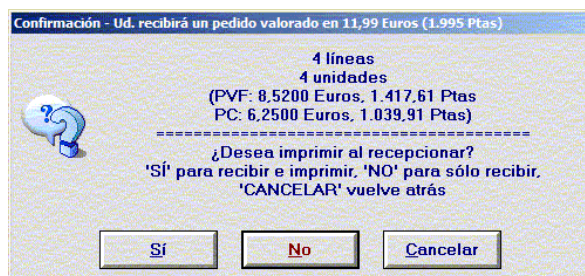 Confirmación - Ud. recibirá un pedido valorado en 11,99 Euros (1.995 Ptas)
4 líneas
4 unidades
(PVF: 8,5200 Euros, 1.417,61 Ptas
PC: 6,2500 Euros, 1.039,91 Ptas)
========================================
¿Desea imprimir al recepcionar?
'SÍ' para recibir e imprimir, 'NO' para sólo recibir,
'CANCELAR' vuelve atrás
Sí
No
Cancelar